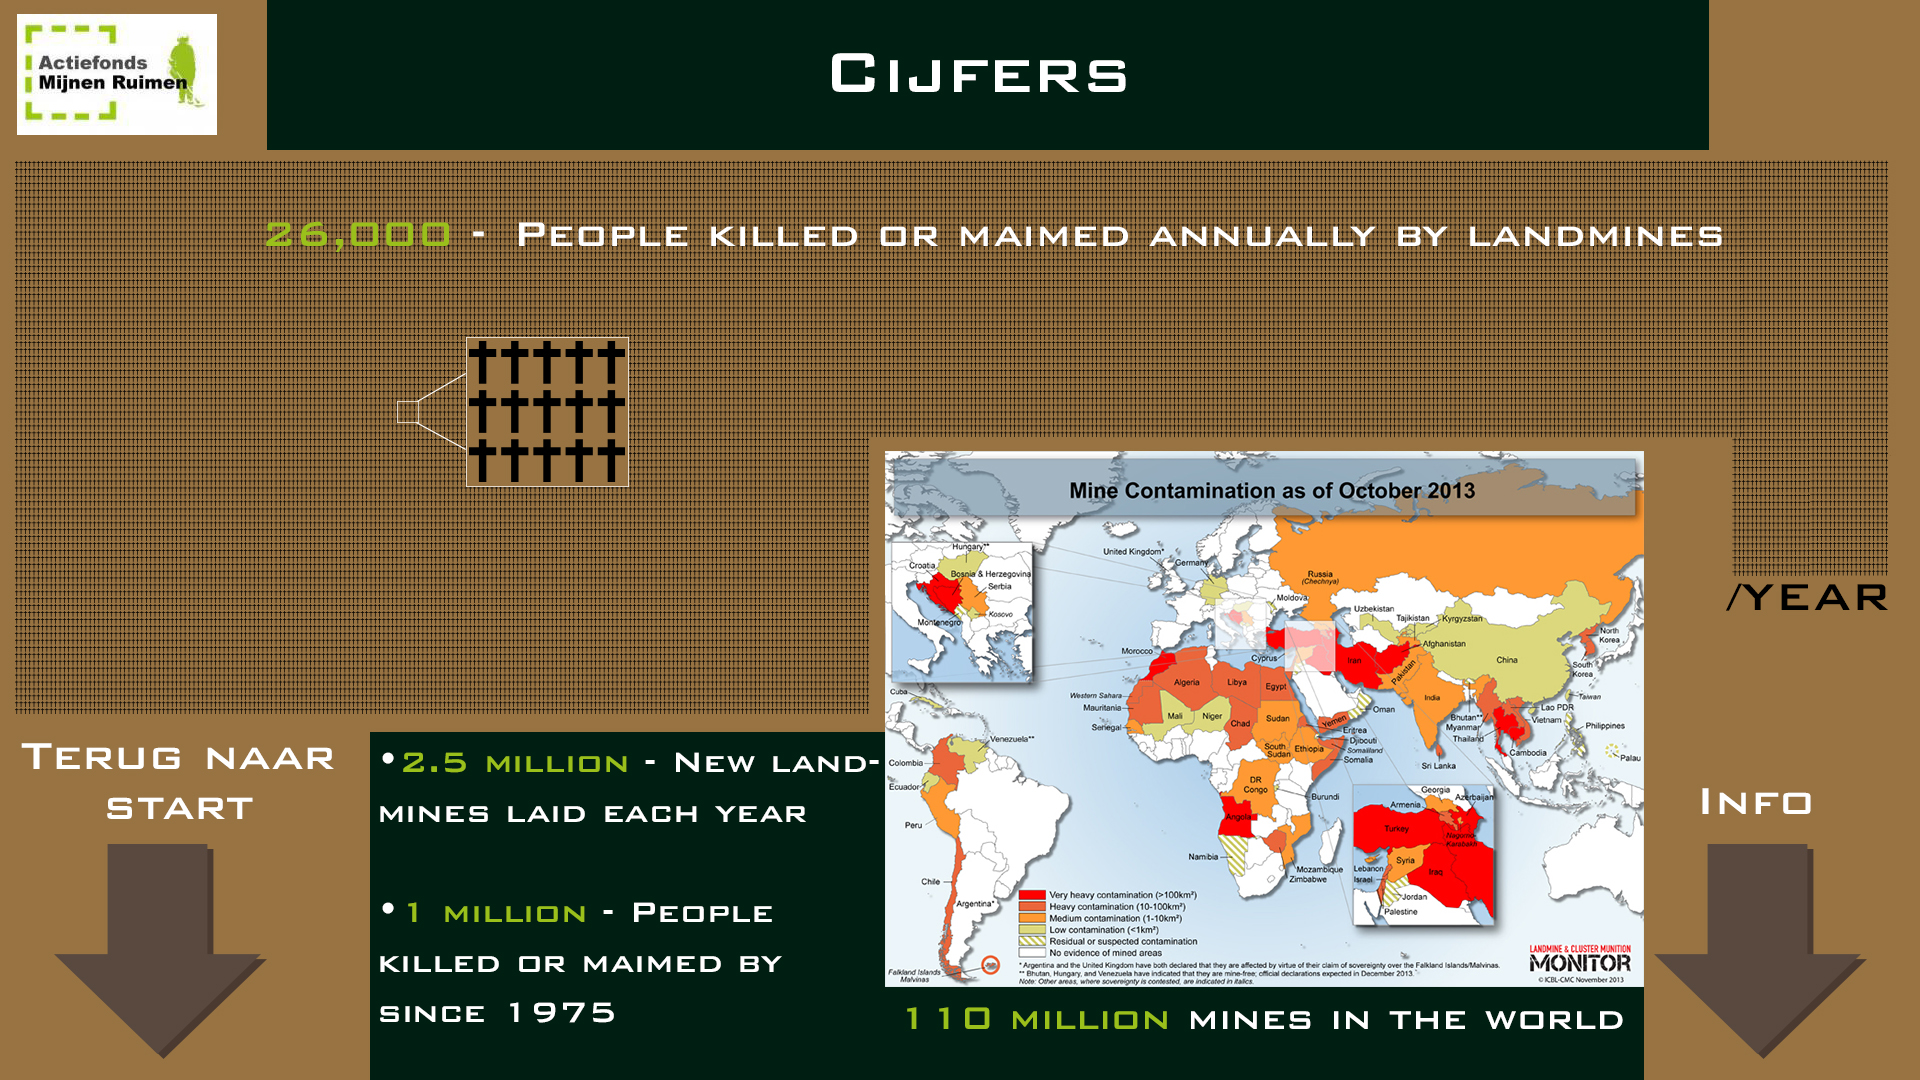 Actiefonds
Mijnen Ruimen
Cijfers
26,000 - People killed or maimed annually by landmines
/year
Terug naar
start
•2.5 million - New land-
mines laid each year
•1 million - People
killed or maimed by
since 1975
Mine Contamination as of October 2013
Hungary**
Croatia
Bosnia & Herzegovina
Serbia
Kosovo
Montenegro
United Kingdom*
Germany
Moldova
Russia
(Chechnya)
Uzbekistan
Tajikistan
Kyrgyzstan
Afghanistan
North
Korea
South
Korea
China
Taiwan
Morocco
Cyprus
Iran
Pakistan
India
Algeria
Libya
Egypt
Western Sahara
Mauritania
Senegal
Mali
Niger
Chad
Sudan
Yemen
Oman
Eritrea
Djibouti
Somaliland
Somalia
South
Sudan
Ethiopia
Bhutan**
Myanmar
Thailand
Lao PDR
Vietnam
Philippines
Cambodia
Palau
Sri Lanka
Cuba
Venezuela**
Colombia
Ecuador
Peru
Chile
Argentina*
Falkland Islands
Malvinas
DR
Congo
Burundi
Angola
Namibia
Mozambique
Zimbabwe
Georgia
Armenia
Azerbaijan
Turkey
Nagorno-
Karabakh
Syria
Lebanon
Israel
Iraq
Jordan
Palestine
Very heavy contamination (>100km²)
Heavy contamination (10-100km²)
Medium contamination (1-10km²)
Low contamination (<1km²)
Residual or suspected contamination
No evidence of mined areas
* Argentina and the United Kingdom have both declared that they are affected by virtue of their claim of sovereignty over the Falkland Islands/Malvinas.
** Bhutan, Hungary, and Venezuela have indicated that they are mine-free; official declarations expected in December 2013.
Note: Other areas, where sovereignty is contested, are indicated in italics.
LANDMINE & CLUSTER MUNITION
MONITOR
© ICBL-CMC November 2013
110 million mines in the world
Info